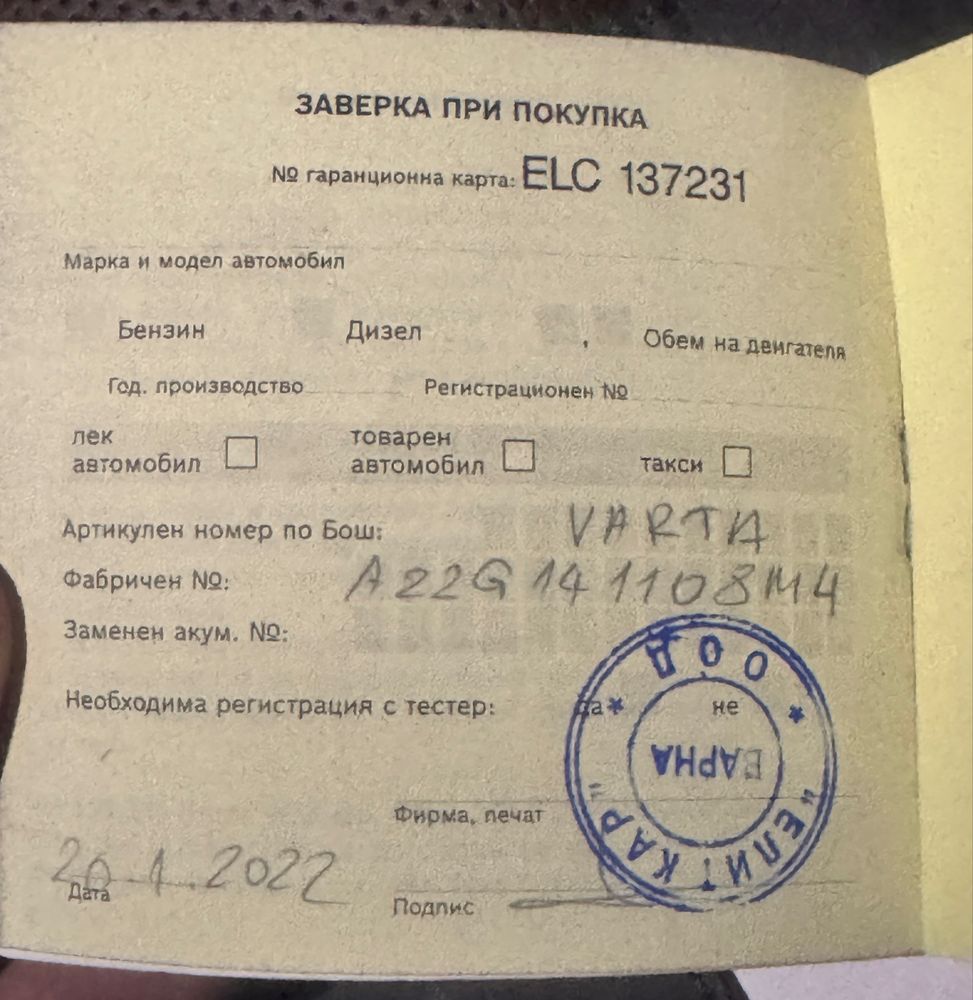 ЗАВЕРКА ПРИ ПОКУПКА
№ гаранционна карта: ELC 137231
Марка и модел автомобил
Бензин Дизел , Обем на двигателя
Год. производство Регистрационен №
лек автомобил товарен автомобил такси
Артикулен номер по Бош: VARTA
Фабричен №: A22G141108M4
Заменен акум. №:
Необходима регистрация с тестер: да не
Фирма, печат
20.1.2022
Дата
Подпис
"ЕЛИТ КАР" ООД
ВАРНА